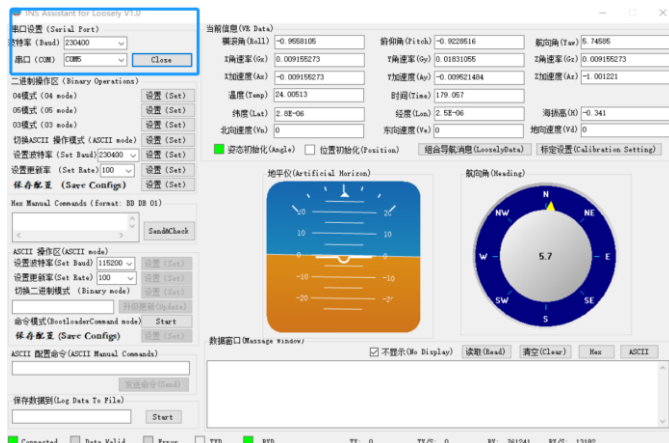 INS Assistant for Loosely V1.0
串口设置 (Serial Port)
波特率 (Baud) 230400
串口 (COM) COM5 Close
二进制操作区 (Binary Operations)
04模式 (04 mode) 设置 (Set)
05模式 (05 mode) 设置 (Set)
03模式 (03 mode) 设置 (Set)
切换ASCII 操作模式 (ASCII mode) 设置 (Set)
设置波特率(Set Baud) 230400 设置 (Set)
设置更新率 (Set Rate) 100 设置 (Set)
保存配置 (Save Configs) 设置 (Set)
Hex Manual Commands (format: BD DB 01)
Send&Check
ASCII 操作区(ASCII mode)
设置波特率(Set Baud) 115200 设置 (Set)
设置更新率(Set Rate) 100 设置 (Set)
切换二进制模式 (Binary mode) 设置 (Set)
升级更新(Update)
命令模式(BootloaderCommand mode) Start
保存配置 (Save Configs) 设置 (Set)
ASCII 配置命令(ASCII Manual Commands)
发送命令(Send)
保存数据到(Log Data To File)
Start
当前信息(VR Data)
横滚角(Roll) -0.9558105 俯仰角(Pitch) -0.9228516 航向角(Yaw) 5.74585
X角速率(Gx) 0.009155273 Y角速率(Gy) 0.01831055 Z角速率(Gz) 0.009155273
X轴加速(Ax) -0.009155273 Y轴加速(Ay) -0.009521484 Z轴加速(Az) -1.001221
温度(Temp) 24.00513 时间(Time) 179.057
纬度(Lat) 2.8E-06 经度(Lon) 2.5E-06 海拔高(H) -0.341
北向速度(Vn) 0 东向速度(Ve) 0 地向速度(Vd) 0
姿态初始化(Angle) 位置初始化(Position) 组合导航消息(LooselyData) 标定设置(Calibration Setting)
地平仪(Artificial Horizon)
20
10
-10
-10
-20
航向角(Heading)
N
NW NE
W 5.7 E
SW SE
S
数据窗口(Massage Window)
不显示(No Display) 读取(Read) 清空(Clear) Hex ASCII
Connected Data Valid Error TXD RXD TX: 0 TX/S: 0 RX: 361241 RX/S: 13182